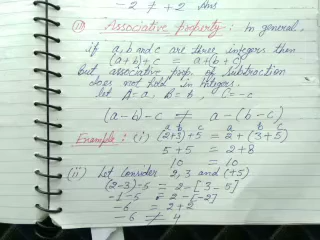 -2 ≠ +2 Ans
(iii) Associative property: In general,
If a, b and c are three integers then
(a+b)+c = a+(b+c)
But associative prop. of subtraction
does not hold in integers.
let A=a, B=b, C=-c
(a-b)-c ≠ a-(b-c)
a b c a b c
Example: (i) (2+3)+5 = 2+(3+5)
5+5 = 2+8
10 = 10
(ii) Let Consider 2, 3 and (+5)
(2-3)-5 = 2-[3-5]
-1-5 = 2-[-2]
-6 = 2+2
-6 ≠ 4